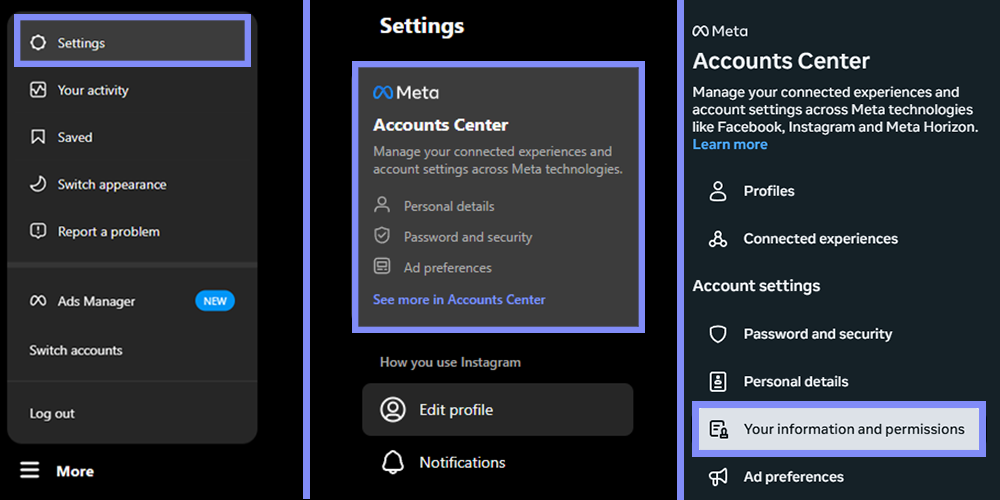 Settings
Your activity
Saved
Switch appearance
Report a problem
Ads Manager NEW
Switch accounts
Log out
More
Settings
Meta
Accounts Center
Manage your connected experiences and
account settings across Meta technologies.
Personal details
Password and security
Ad preferences
See more in Accounts Center
How you use Instagram
Edit profile
Notifications
Meta
Accounts Center
Manage your connected experiences and
account settings across Meta technologies
like Facebook, Instagram and Meta Horizon.
Learn more
Profiles
Connected experiences
Account settings
Password and security
Personal details
Your information and permissions
Ad preferences